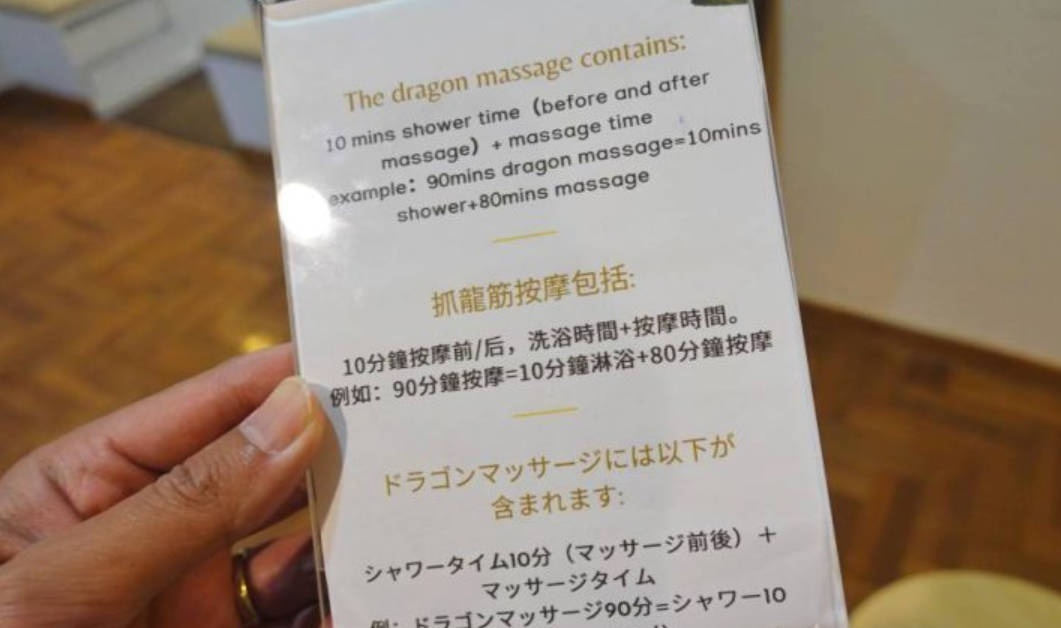 The dragon massage contains:
10 mins shower time（before and after
massage）+ massage time
example：90mins dragon massage=10mins
shower+80mins massage
抓龍筋按摩包括:
10分鐘按摩前/后，洗浴時間+按摩時間。
例如：90分鐘按摩=10分鐘淋浴+80分鐘按摩
ドラゴンマッサージには以下が
含まれます:
シャワータイム10分（マッサージ前後）＋
マッサージタイム
例：ドラゴンマッサージ90分=シャワー10